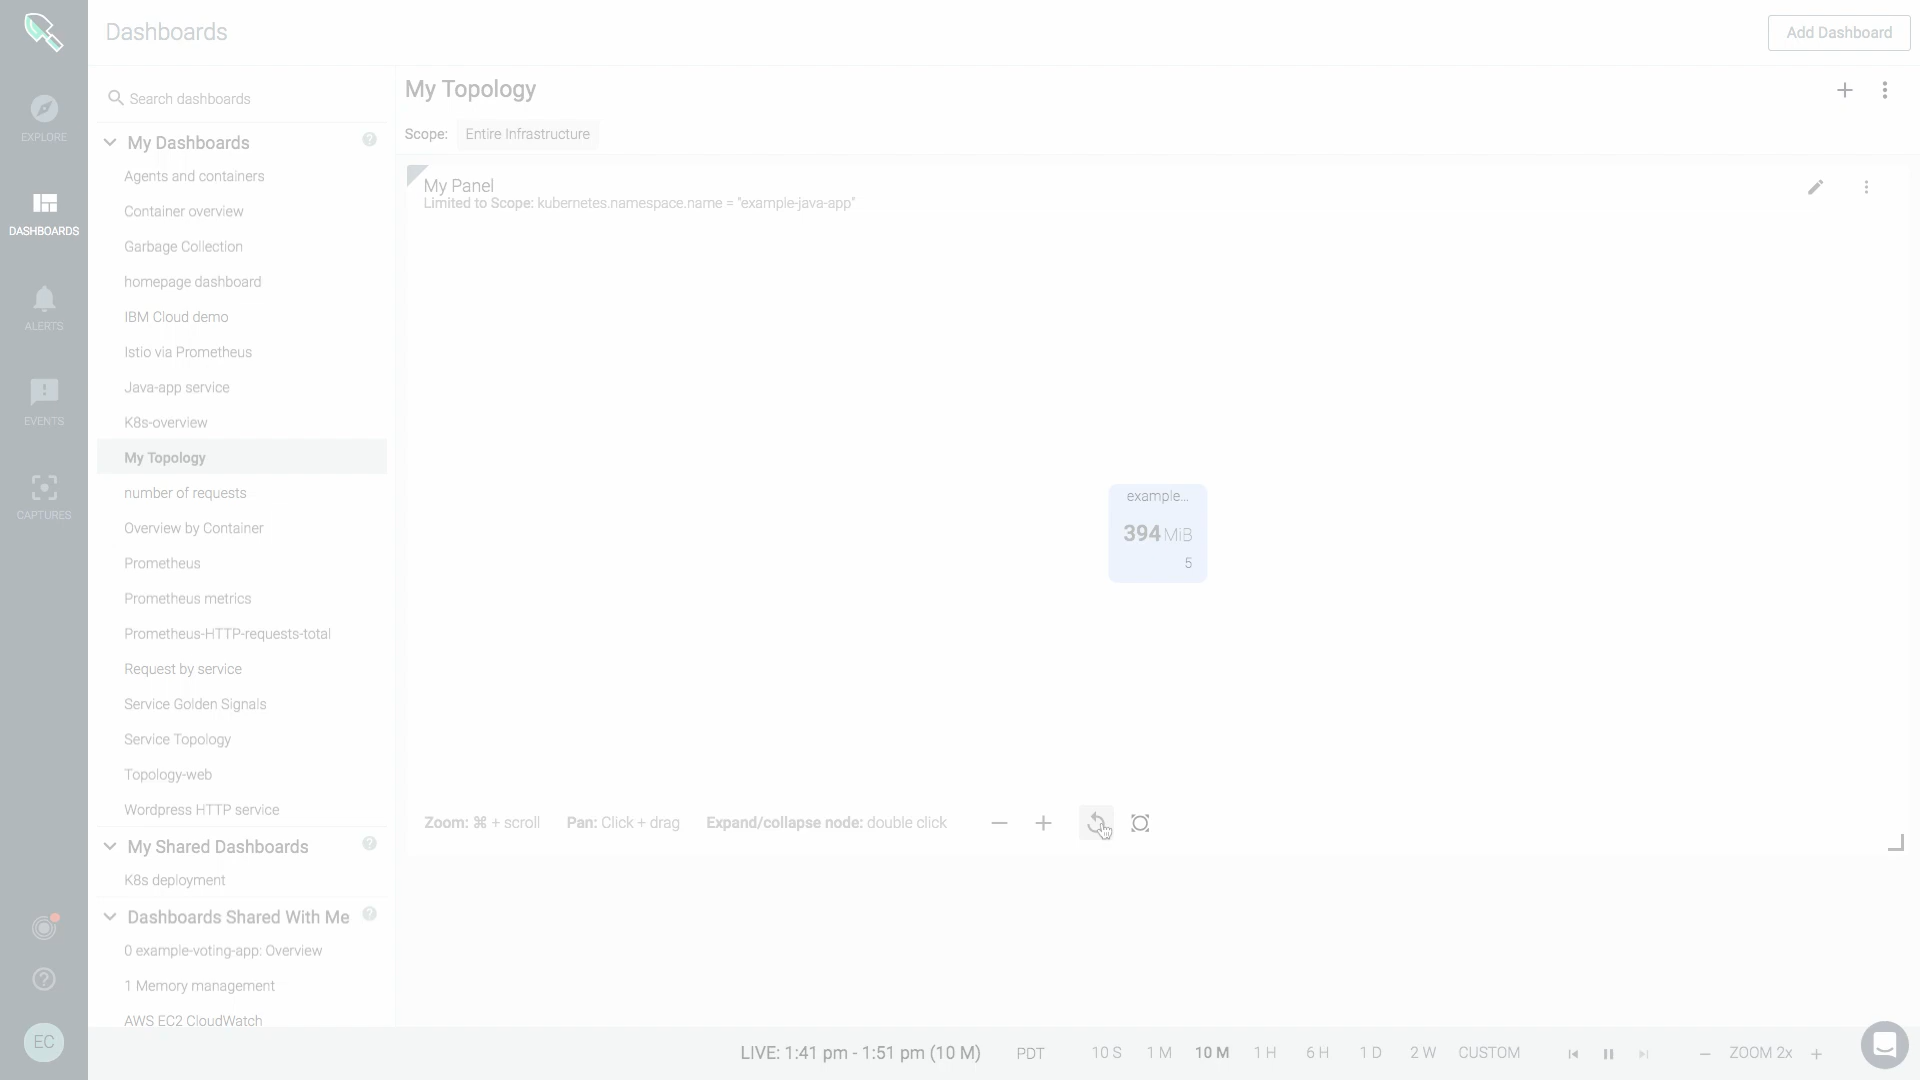 Dashboards
Add Dashboard
EXPLORE
DASHBOARDS
ALERTS
EVENTS
CAPTURES
EC
Search dashboards
My Dashboards
Agents and containers
Container overview
Garbage Collection
homepage dashboard
IBM Cloud demo
Istio via Prometheus
Java-app service
K8s-overview
My Topology
number of requests
Overview by Container
Prometheus
Prometheus metrics
Prometheus-HTTP-requests-total
Request by service
Service Golden Signals
Service Topology
Topology-web
Wordpress HTTP service
My Shared Dashboards
K8s deployment
Dashboards Shared With Me
0 example-voting-app: Overview
1 Memory management
AWS EC2 CloudWatch
My Topology
Scope: Entire Infrastructure
My Panel
Limited to Scope: kubernetes.namespace.name = "example-java-app"
example...
394 MiB
5
Zoom: ⌘ + scroll Pan: Click + drag Expand/collapse node: double click
LIVE: 1:41 pm - 1:51 pm (10 M) PDT 10 S 1 M 10 M 1 H 6 H 1 D 2 W CUSTOM ZOOM 2x